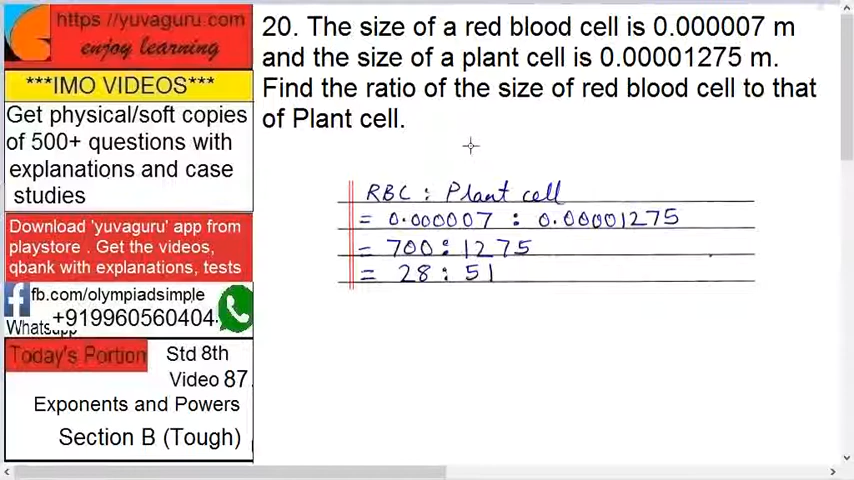 https://yuvaguru.com
enjoy learning
***IMO VIDEOS***
Get physical/soft copies
of 500+ questions with
explanations and case
studies
Download 'yuvaguru' app from
playstore . Get the videos,
qbank with explanations, tests
fb.com/olympiadsimple
Whatsapp +919960560404
Today's Portion
Std 8th
Video 87
Exponents and Powers
Section B (Tough)
20. The size of a red blood cell is 0.000007 m
and the size of a plant cell is 0.00001275 m.
Find the ratio of the size of red blood cell to that
of Plant cell.
RBC : Plant cell
= 0.000007 : 0.00001275
= 700 : 1275
= 28 : 51